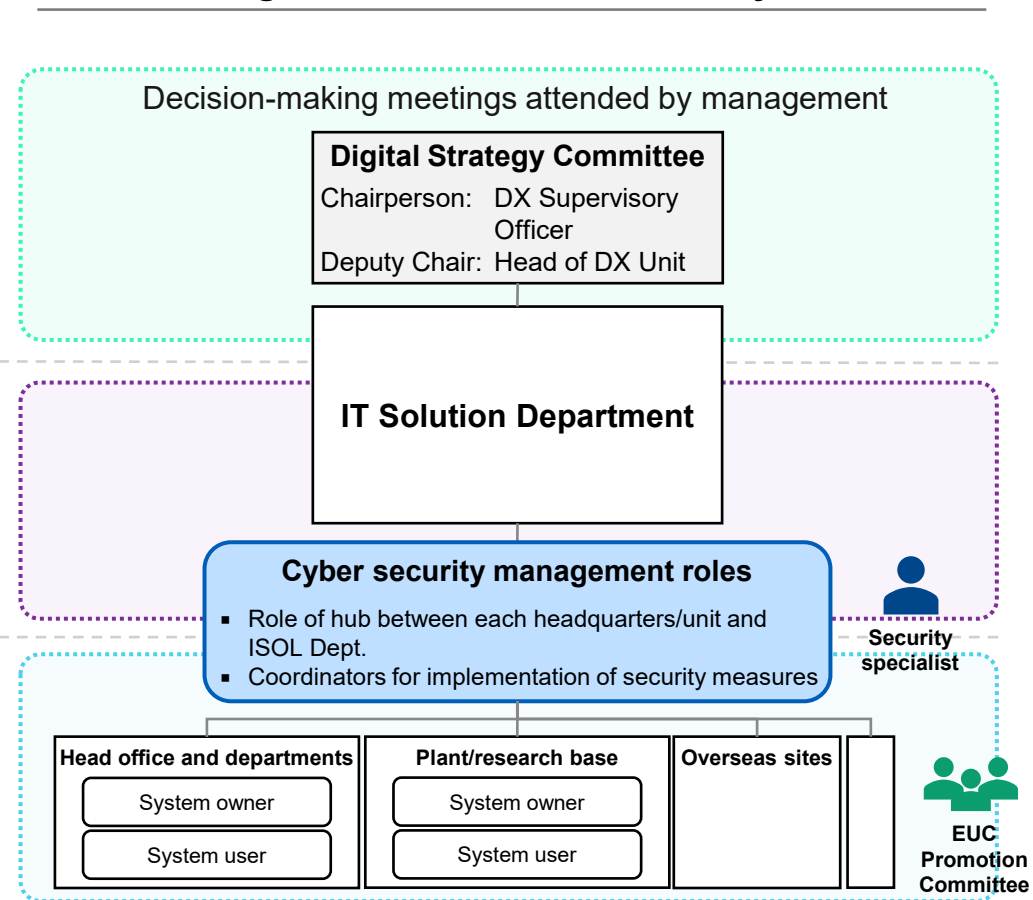 Decision-making meetings attended by management
Digital Strategy Committee
Chairperson: DX Supervisory
Officer
Deputy Chair: Head of DX Unit
IT Solution Department
Cyber security management roles
▪ Role of hub between each headquarters/unit and
ISOL Dept.
▪ Coordinators for implementation of security measures
Security
specialist
Head office and departments
System owner
System user
Plant/research base
System owner
System user
Overseas sites
EUC
Promotion
Committee